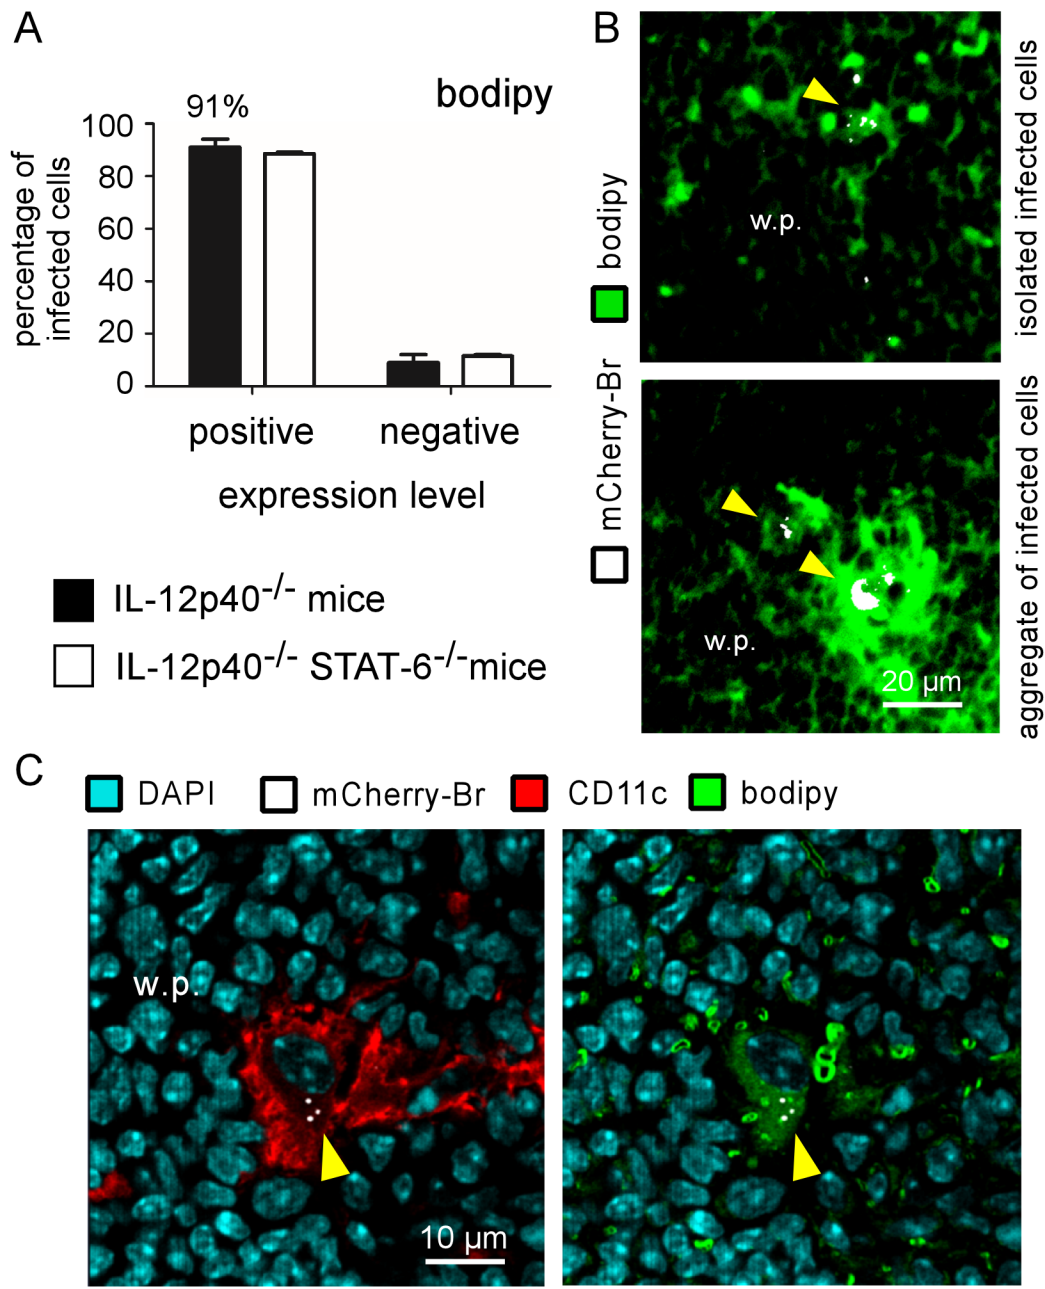 A
bodipy
91%
100
80
60
40
20
0
percentage of
infected cells
positive negative
expression level
IL-12p40-/- mice
IL-12p40-/- STAT-6-/-mice
B
bodipy
mCherry-Br
w.p.
isolated infected cells
w.p.
20 µm
aggregate of infected cells
C
DAPI mCherry-Br CD11c bodipy
w.p.
10 µm